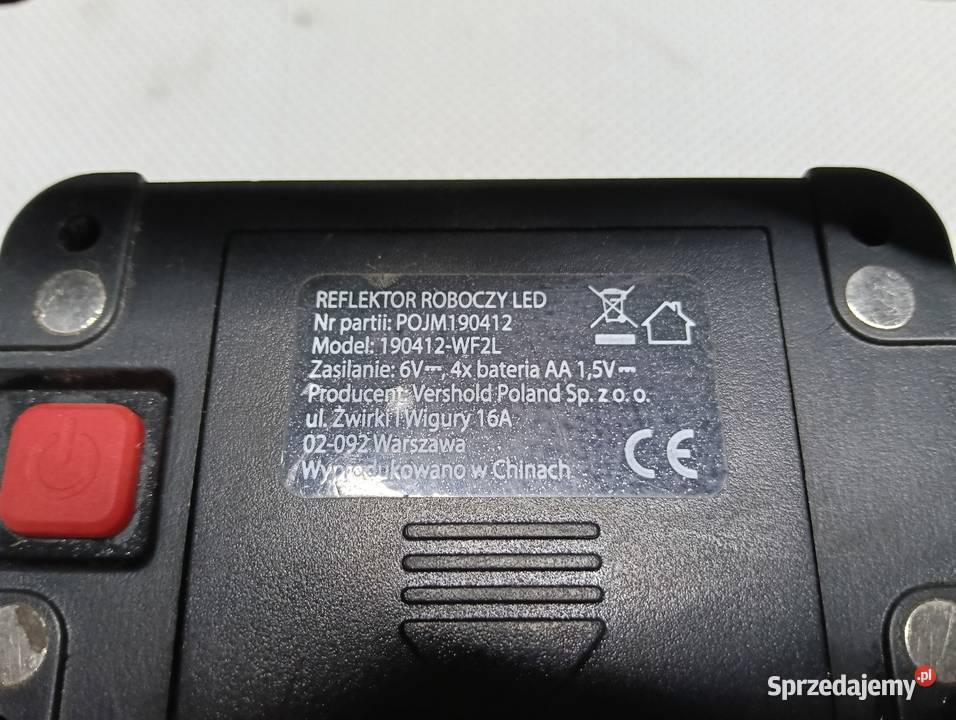 REFLEKTOR ROBOCZY LED
Nr partii: POJM190412
Model: 190412-WF2L
Zasilanie: 6V⎓, 4x bateria AA 1,5V⎓
Producent: Vershold Poland Sp. z o. o.
ul. Żwirki i Wigury 16A
02-092 Warszawa
Wyprodukowano w Chinach
CE
Sprzedajemy.pl